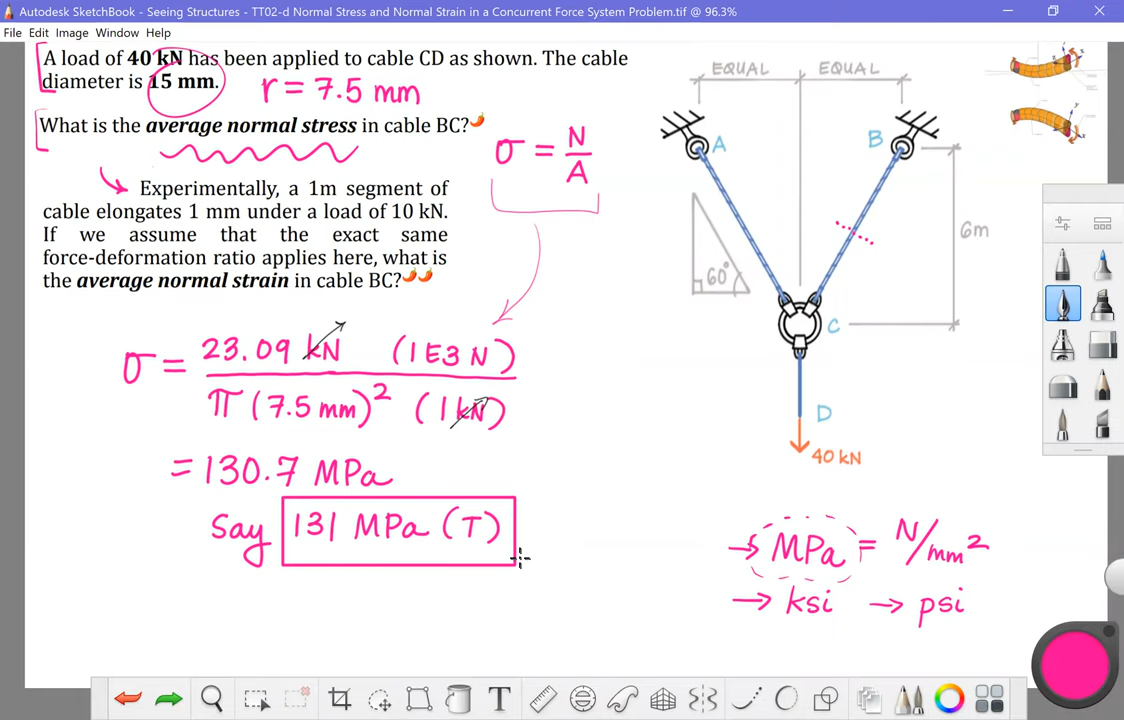 Autodesk SketchBook - Seeing Structures - TT02-d Normal Stress and Normal Strain in a Concurrent Force System Problem.tif @ 96.3%
File Edit Image Window Help
A load of 40 kN has been applied to cable CD as shown. The cable
diameter is 15 mm.
r = 7.5 mm
What is the average normal stress in cable BC?
σ = N/A
Experimentally, a 1m segment of
cable elongates 1 mm under a load of 10 kN.
If we assume that the exact same
force-deformation ratio applies here, what is
the average normal strain in cable BC?
σ = 23.09 kN (1E3 N)
π (7.5 mm)² (1 kN)
= 130.7 MPa
Say 131 MPa (T)
EQUAL EQUAL
A B
6m
60°
C
D
40 kN
→ MPa = N/mm²
→ ksi → psi
T